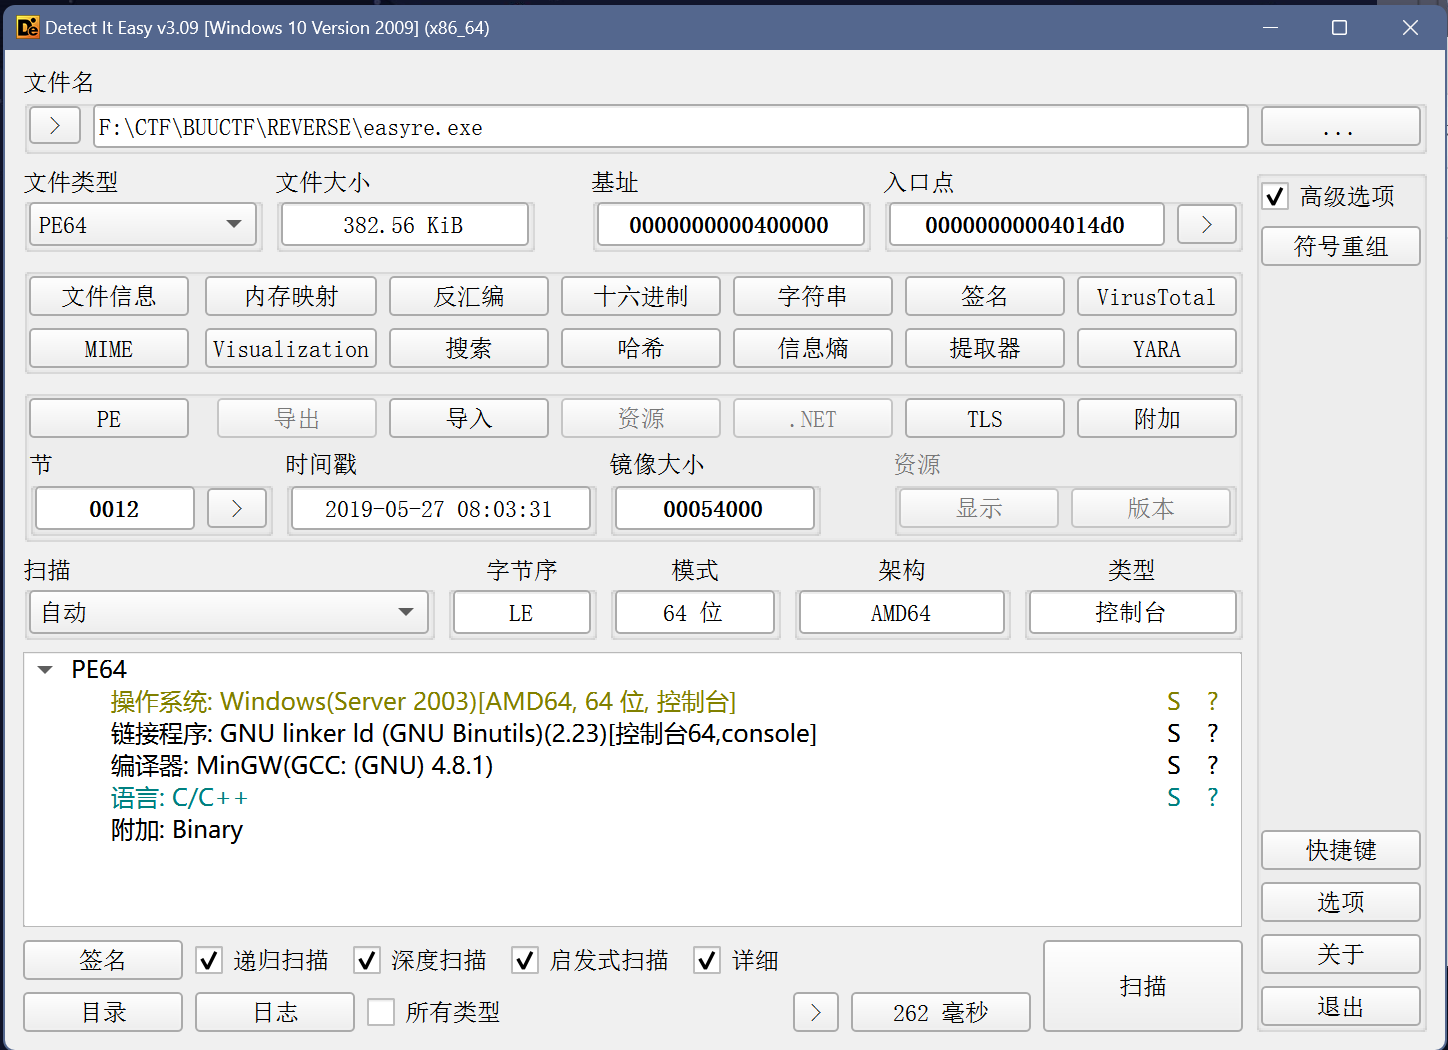 Detect It Easy v3.09 [Windows 10 Version 2009] (x86_64)
文件名
F:\CTF\BUUCTF\REVERSE\easyre.exe
...
文件类型 文件大小 基址 入口点
高级选项
PE64 382.56 KiB 0000000000400000 00000000004014d0 >
符号重组
文件信息 内存映射 反汇编 十六进制 字符串 签名 VirusTotal
MIME Visualization 搜索 哈希 信息熵 提取器 YARA
PE 导出 导入 资源 .NET TLS 附加
节 时间戳 镜像大小 资源
0012 > 2019-05-27 08:03:31 00054000 显示 版本
扫描 字节序 模式 架构 类型
自动 LE 64 位 AMD64 控制台
PE64
操作系统: Windows(Server 2003)[AMD64, 64 位, 控制台] S ?
链接程序: GNU linker ld (GNU Binutils)(2.23)[控制台64,console] S ?
编译器: MinGW(GCC: (GNU) 4.8.1) S ?
语言: C/C++ S ?
附加: Binary
快捷键
选项
关于
退出
签名 递归扫描 深度扫描 启发式扫描 详细
扫描
目录 日志 所有类型 > 262 毫秒